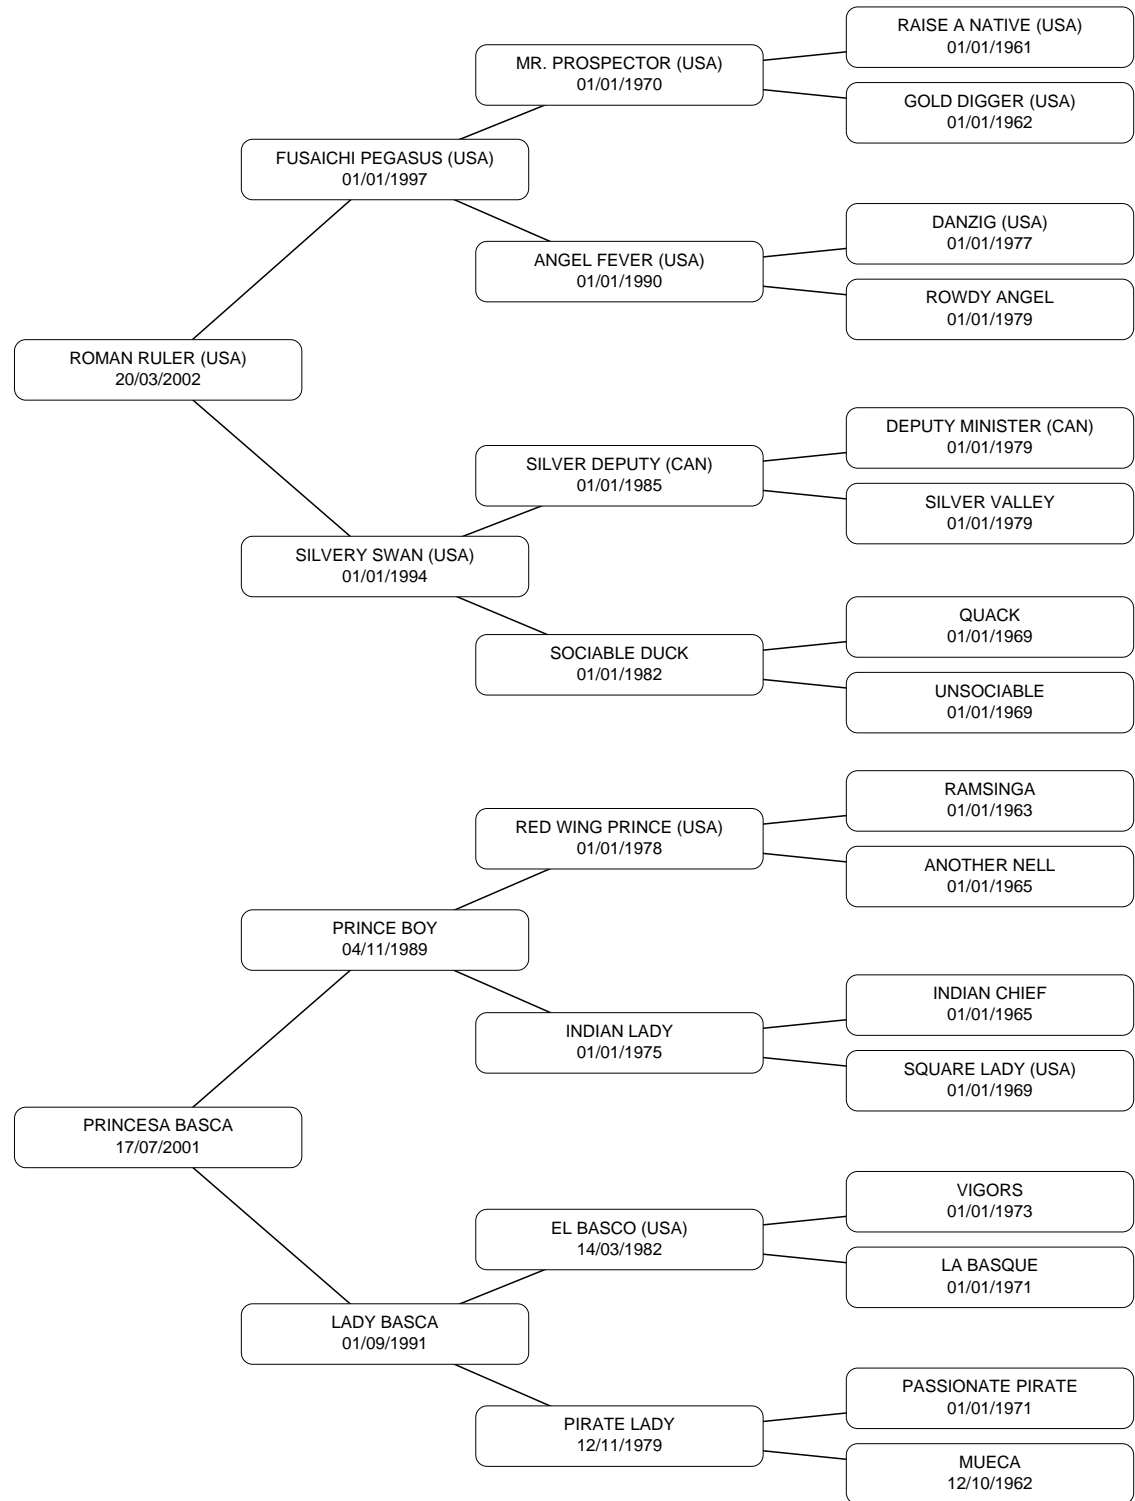 RAISE A NATIVE (USA)
01/01/1961
MR. PROSPECTOR (USA)
01/01/1970
GOLD DIGGER (USA)
01/01/1962
FUSAICHI PEGASUS (USA)
01/01/1997
DANZIG (USA)
01/01/1977
ANGEL FEVER (USA)
01/01/1990
ROWDY ANGEL
01/01/1979
ROMAN RULER (USA)
20/03/2002
DEPUTY MINISTER (CAN)
01/01/1979
SILVER DEPUTY (CAN)
01/01/1985
SILVER VALLEY
01/01/1979
SILVERY SWAN (USA)
01/01/1994
QUACK
01/01/1969
SOCIABLE DUCK
01/01/1982
UNSOCIABLE
01/01/1969
RAMSINGA
01/01/1963
RED WING PRINCE (USA)
01/01/1978
ANOTHER NELL
01/01/1965
PRINCE BOY
04/11/1989
INDIAN CHIEF
01/01/1965
INDIAN LADY
01/01/1975
SQUARE LADY (USA)
01/01/1969
PRINCESA BASCA
17/07/2001
VIGORS
01/01/1973
EL BASCO (USA)
14/03/1982
LA BASQUE
01/01/1971
LADY BASCA
01/09/1991
PASSIONATE PIRATE
01/01/1971
PIRATE LADY
12/11/1979
MUECA
12/10/1962